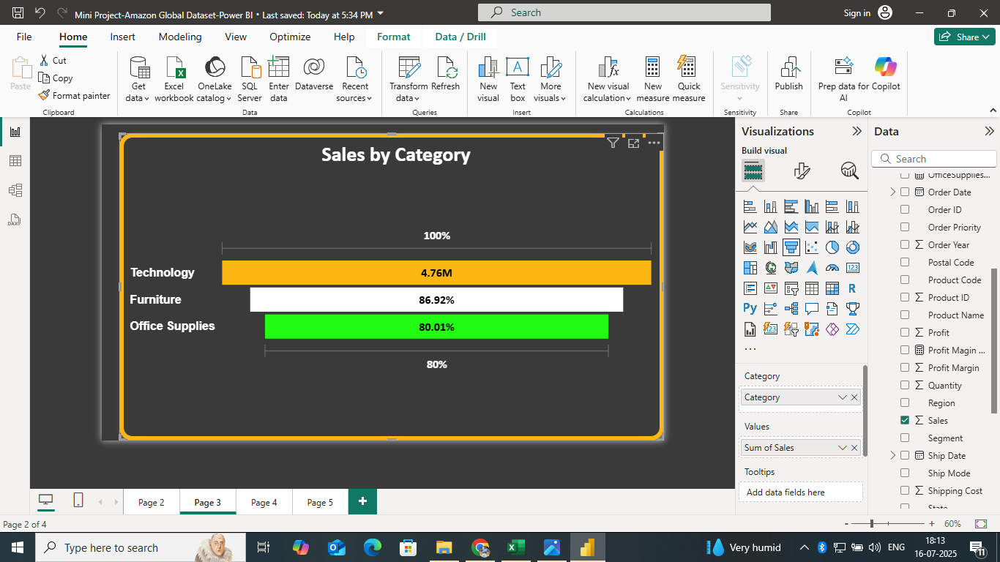 Mini Project-Amazon Global Dataset-Power BI • Last saved: Today at 5:34 PM
Search
Sign in
File Home Insert Modeling View Optimize Help Format Data / Drill
Share
Paste
Cut
Copy
Format painter
Clipboard
Get data
Excel workbook
OneLake catalog
SQL Server
Enter data
Dataverse
Recent sources
Data
Transform data
Refresh
Queries
New visual
Text box
More visuals
Insert
New visual calculation
New measure
Quick measure
Calculations
Sensitivity
Sensitivity
Publish
Share
Prep data for AI
Copilot
Copilot
Sales by Category
100%
Technology 4.76M
Furniture 86.92%
Office Supplies 80.01%
80%
Visualizations
Build visual
123
R
Py
123
...
Category
Category
Values
Sum of Sales
Tooltips
Add data fields here
Data
Search
OfficeSupplies...
Order Date
Order ID
Order Priority
Order Year
Postal Code
Product Code
Product ID
Product Name
Profit
Profit Magin ...
Profit Margin
Quantity
Region
Sales
Segment
Ship Date
Ship Mode
Shipping Cost
State
DAX
Page 2 Page 3 Page 4 Page 5
Page 2 of 4
- + 60%
Type here to search
Very humid
ENG
18:13
16-07-2025
11